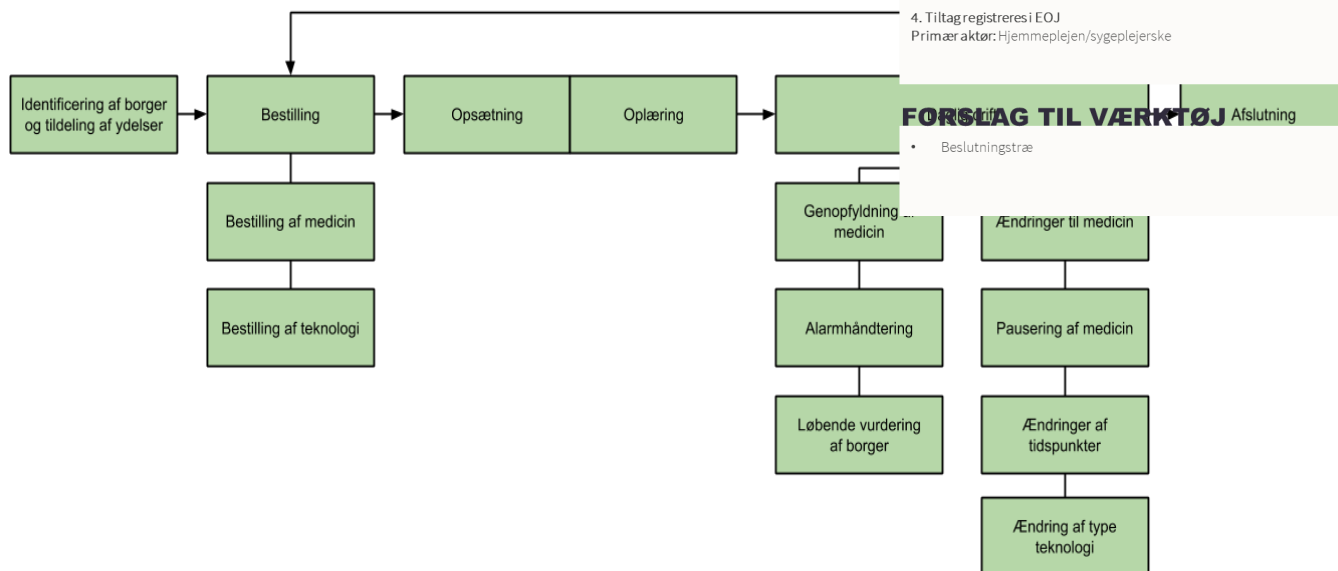 4. Tiltag registreres i EOJ
Primær aktør: Hjemmeplejen/sygeplejerske
Identificering af borger
og tildeling af ydelser
Bestilling
Opsætning
Oplæring
FORSLAG TIL VÆRKTØJ
Afslutning
• Beslutningstræ
Bestilling af medicin
Bestilling af teknologi
Genopfyldning af
medicin
Alarmhåndtering
Løbende vurdering
af borger
Ændringer til medicin
Pausering af medicin
Ændringer af
tidspunkter
Ændring af type
teknologi